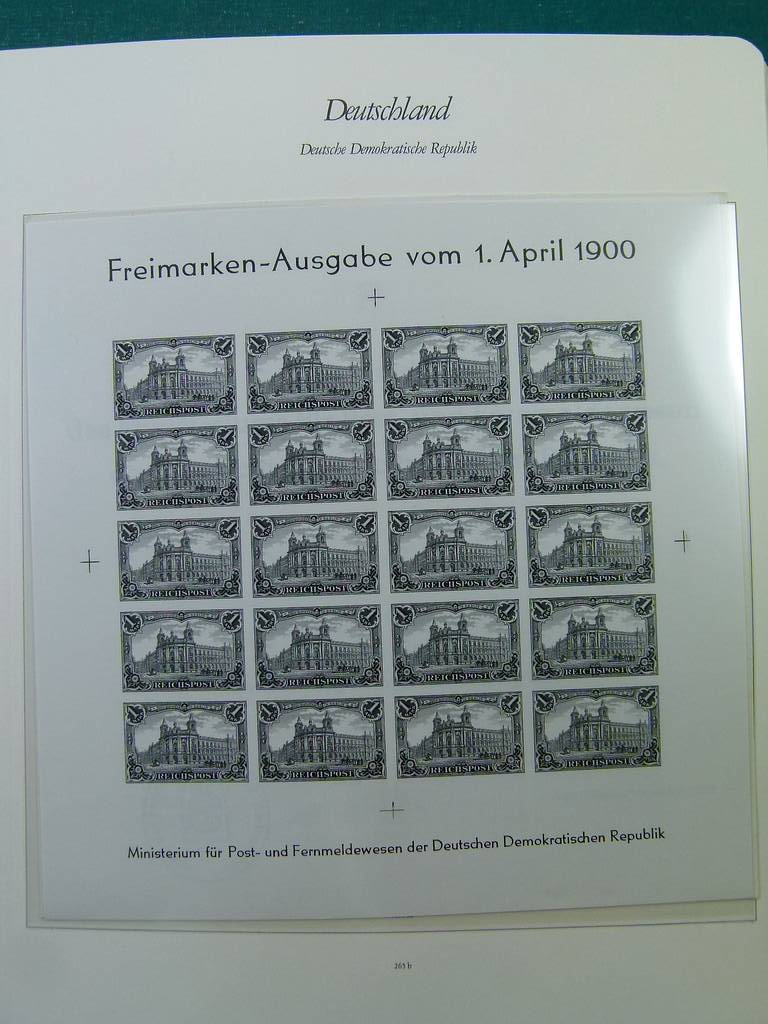 Deutschland
Deutsche Demokratische Republik
Freimarken-Ausgabe vom 1. April 1900
REICHSPOST REICHSPOST REICHSPOST REICHSPOST
REICHSPOST REICHSPOST REICHSPOST REICHSPOST
REICHSPOST REICHSPOST REICHSPOST REICHSPOST
REICHSPOST REICHSPOST REICHSPOST REICHSPOST
REICHSPOST REICHSPOST REICHSPOST REICHSPOST
Ministerium für Post- und Fernmeldewesen der Deutschen Demokratischen Republik
265 b